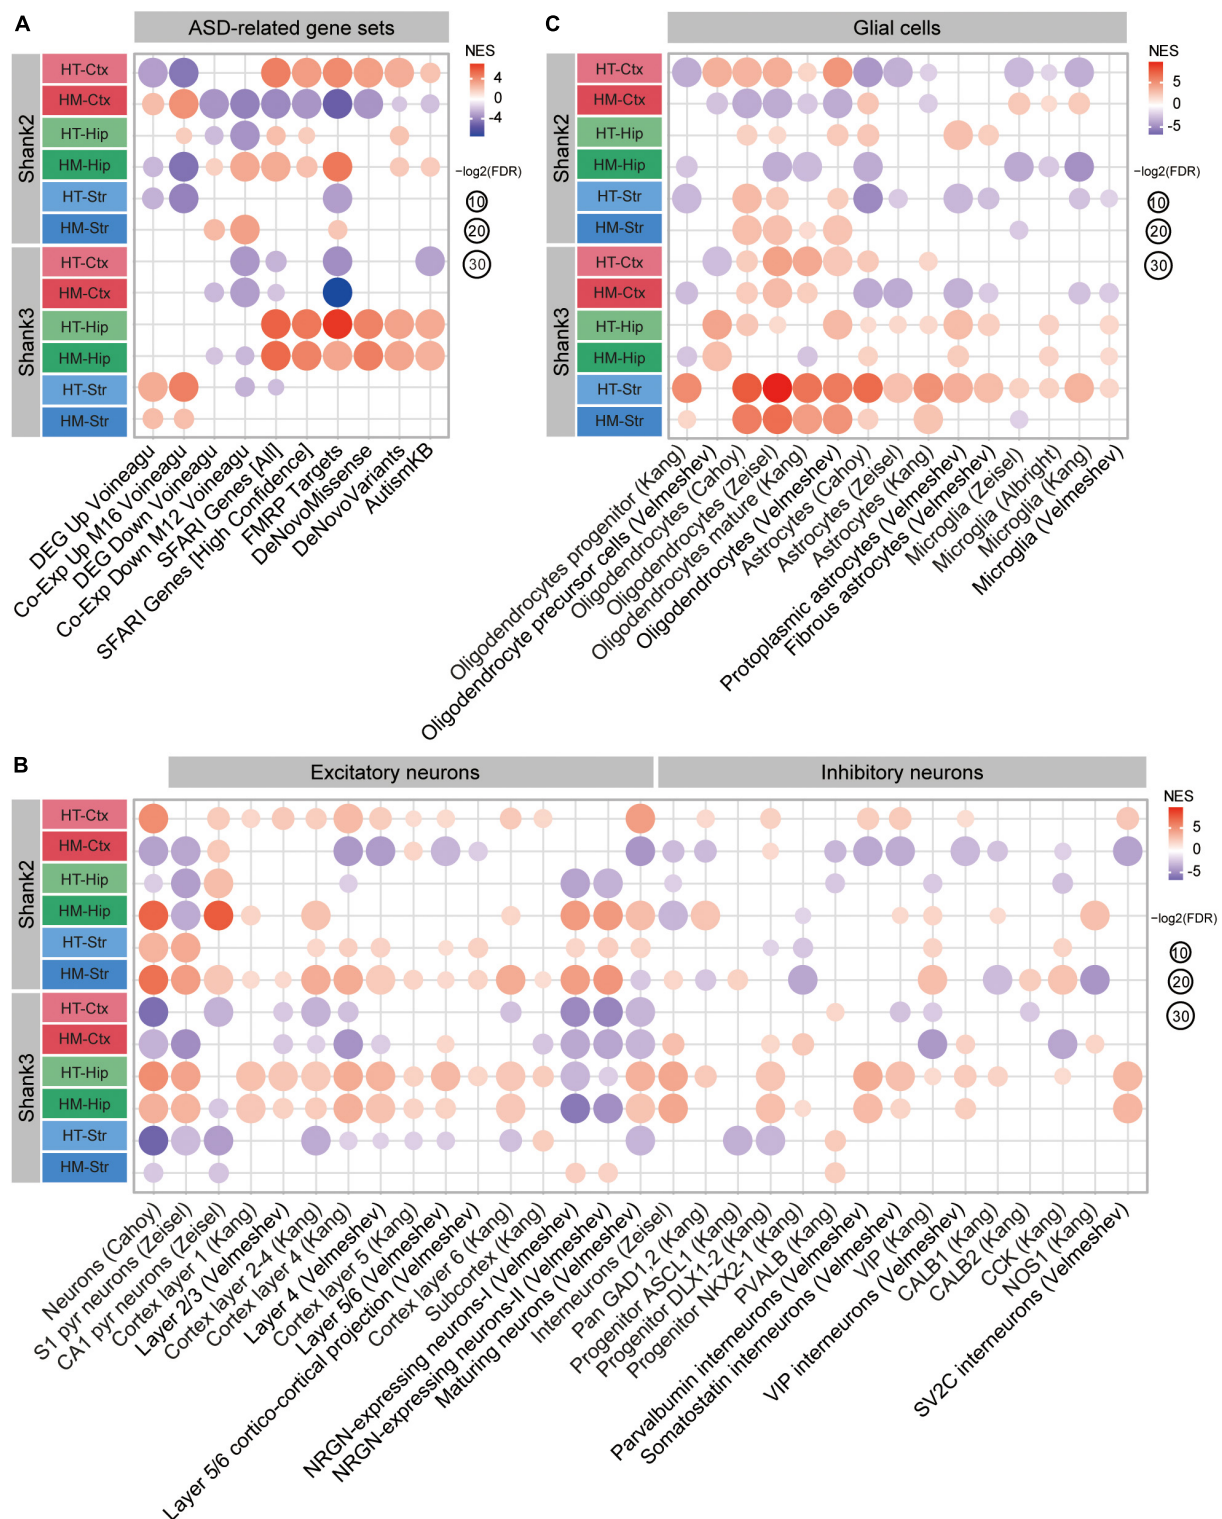 A
ASD-related gene sets
Shank2
HT-Ctx
HM-Ctx
HT-Hip
HM-Hip
HT-Str
HM-Str
Shank3
HT-Ctx
HM-Ctx
HT-Hip
HM-Hip
HT-Str
HM-Str
DEG Up Voineagu
Co-Exp Up M16 Voineagu
DEG Down Voineagu
Co-Exp Down M12 Voineagu
SFARI Genes [All]
SFARI Genes [High Confidence]
FMRP Targets
DeNovoMissense
DeNovoVariants
AutismKB
NES
4
0
-4
−log2(FDR)
10
20
30
C
Glial cells
Shank2
HT-Ctx
HM-Ctx
HT-Hip
HM-Hip
HT-Str
HM-Str
Shank3
HT-Ctx
HM-Ctx
HT-Hip
HM-Hip
HT-Str
HM-Str
Oligodendrocytes progenitor (Kang)
Oligodendrocyte precursor cells (Velmeshev)
Oligodendrocytes (Cahoy)
Oligodendrocytes (Zeisel)
Oligodendrocytes mature (Kang)
Oligodendrocytes (Velmeshev)
Astrocytes (Cahoy)
Astrocytes (Zeisel)
Astrocytes (Kang)
Protoplasmic astrocytes (Velmeshev)
Fibrous astrocytes (Velmeshev)
Microglia (Zeisel)
Microglia (Albright)
Microglia (Kang)
Microglia (Velmeshev)
NES
5
0
-5
−log2(FDR)
10
20
30
B
Excitatory neurons
Inhibitory neurons
Shank2
HT-Ctx
HM-Ctx
HT-Hip
HM-Hip
HT-Str
HM-Str
Shank3
HT-Ctx
HM-Ctx
HT-Hip
HM-Hip
HT-Str
HM-Str
Neurons (Cahoy)
S1 pyr neurons (Zeisel)
CA1 pyr neurons (Zeisel)
Cortex layer 1 (Kang)
Layer 2/3 (Velmeshev)
Cortex layer 2-4 (Kang)
Cortex layer 4 (Kang)
Layer 4 (Velmeshev)
Cortex layer 5 (Kang)
Layer 5/6 (Velmeshev)
Layer 5/6 cortico-cortical projection (Velmeshev)
Cortex layer 6 (Kang)
Subcortex (Kang)
NRGN-expressing neurons-I (Velmeshev)
NRGN-expressing neurons-II (Velmeshev)
Maturing neurons (Velmeshev)
Interneurons (Zeisel)
Pan GAD1,2 (Kang)
Progenitor ASCL1 (Kang)
Progenitor DLX1-2 (Kang)
Progenitor NKX2-1 (Kang)
PVALB (Kang)
Parvalbumin interneurons (Velmeshev)
Somatostatin interneurons (Velmeshev)
VIP (Kang)
VIP interneurons (Velmeshev)
CALB1 (Kang)
CALB2 (Kang)
CCK (Kang)
NOS1 (Kang)
SV2C interneurons (Velmeshev)
NES
5
0
-5
−log2(FDR)
10
20
30